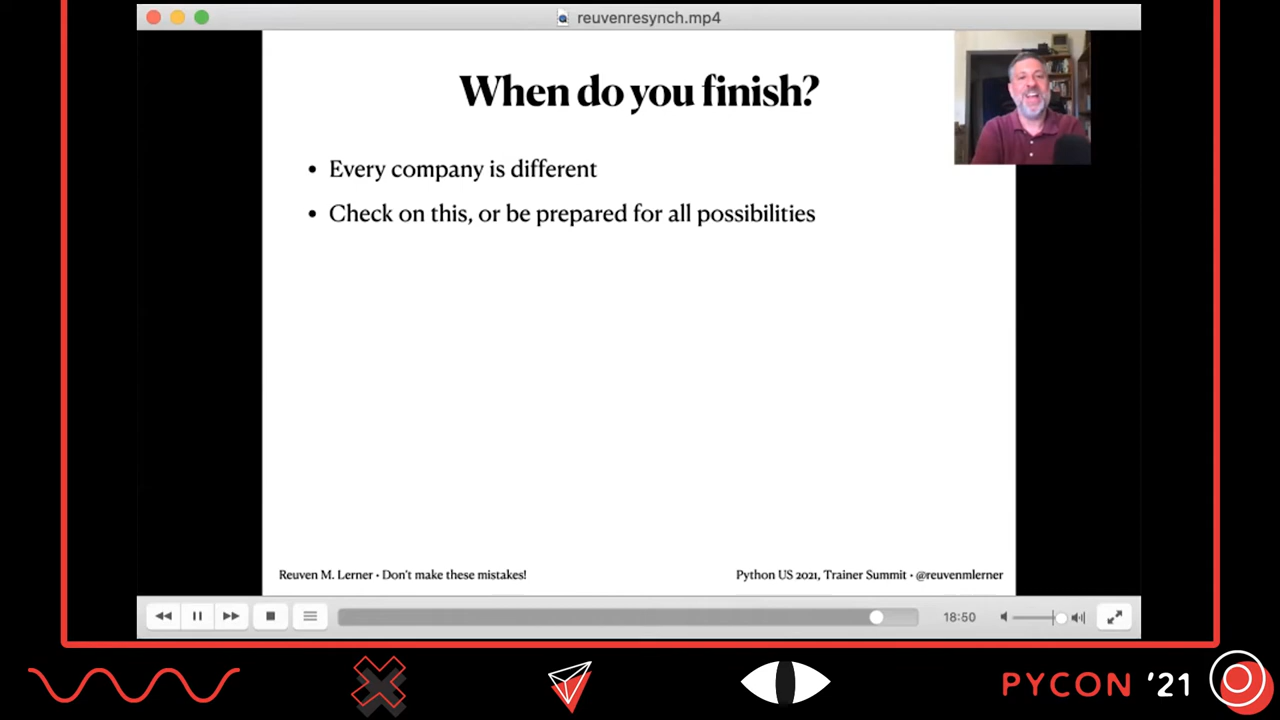 reuvenresynch.mp4
When do you finish?
• Every company is different
• Check on this, or be prepared for all possibilities
Reuven M. Lerner • Don't make these mistakes!
Python US 2021, Trainer Summit • @reuvenmlerner
18:50
PYCON '21